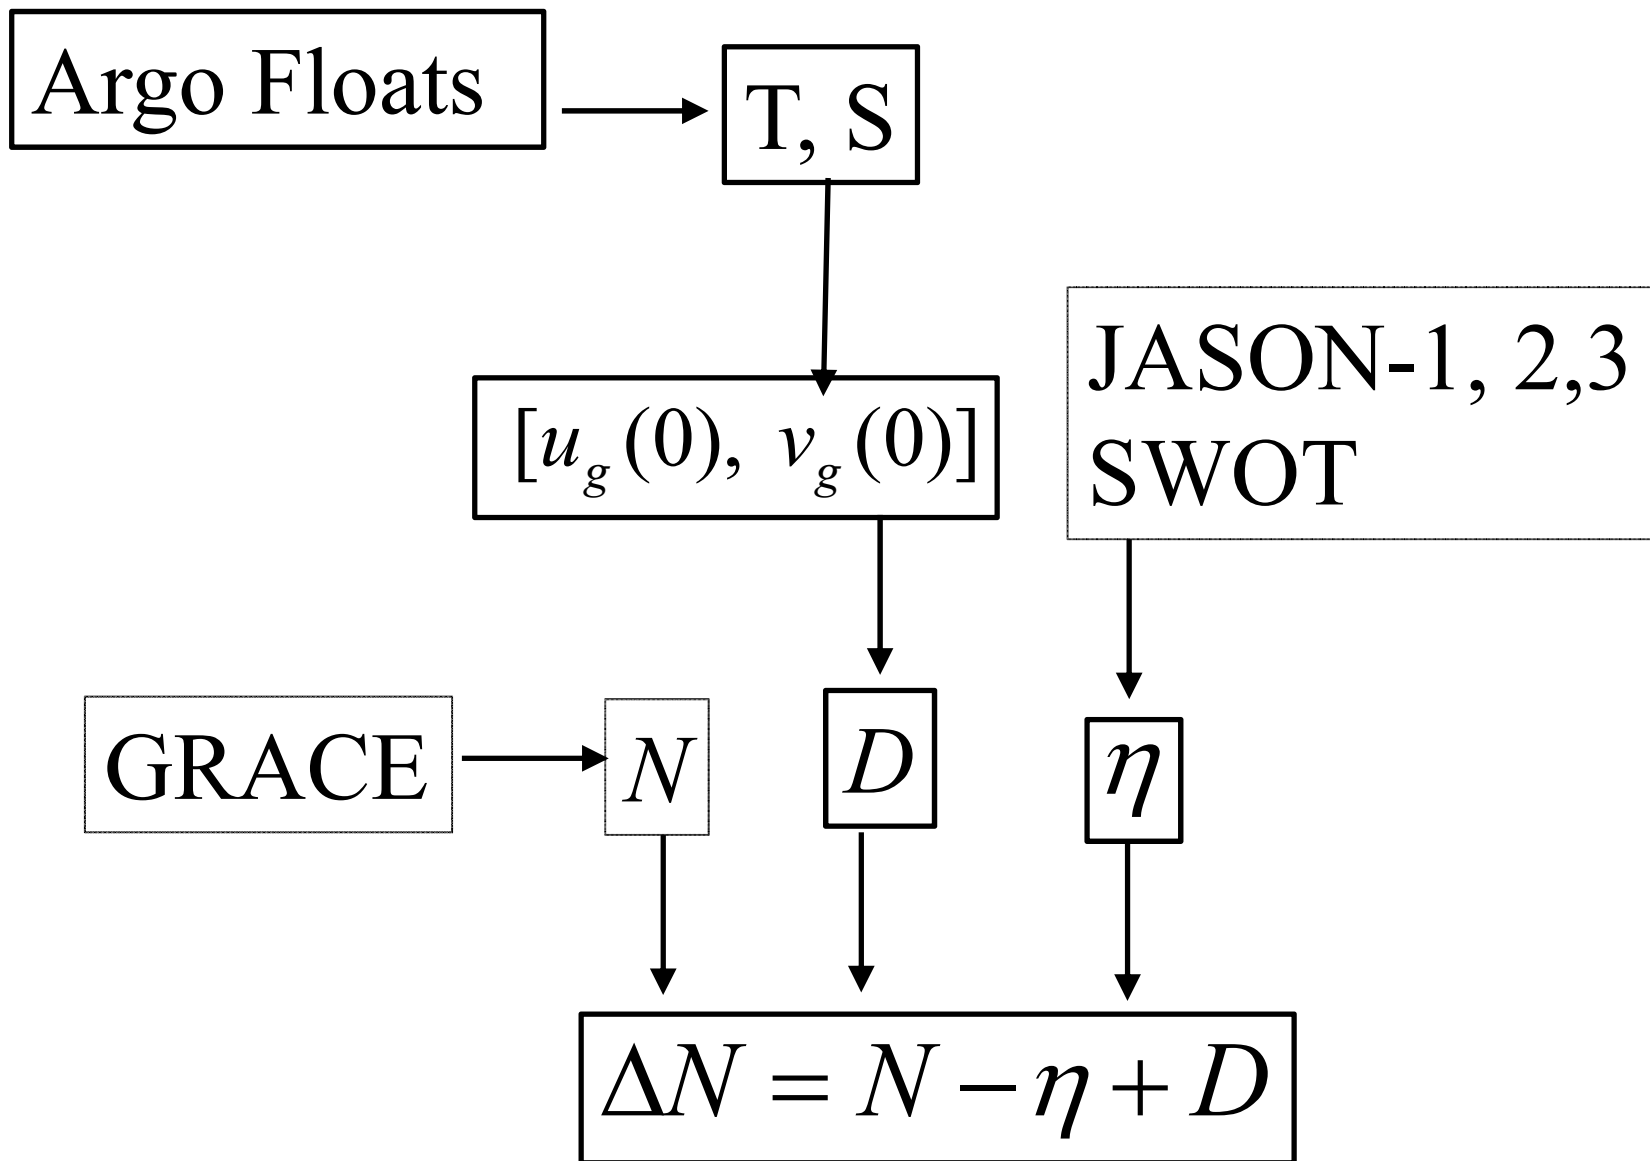 Argo Floats
T, S
[u_g(0), v_g(0)]
JASON-1, 2,3
SWOT
GRACE
N
D
η
ΔN = N − η + D